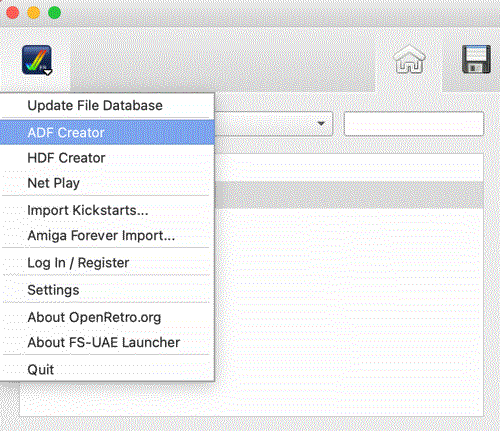 Update File Database
ADF Creator
HDF Creator
Net Play
Import Kickstarts...
Amiga Forever Import...
Log In / Register
Settings
About OpenRetro.org
About FS-UAE Launcher
Quit